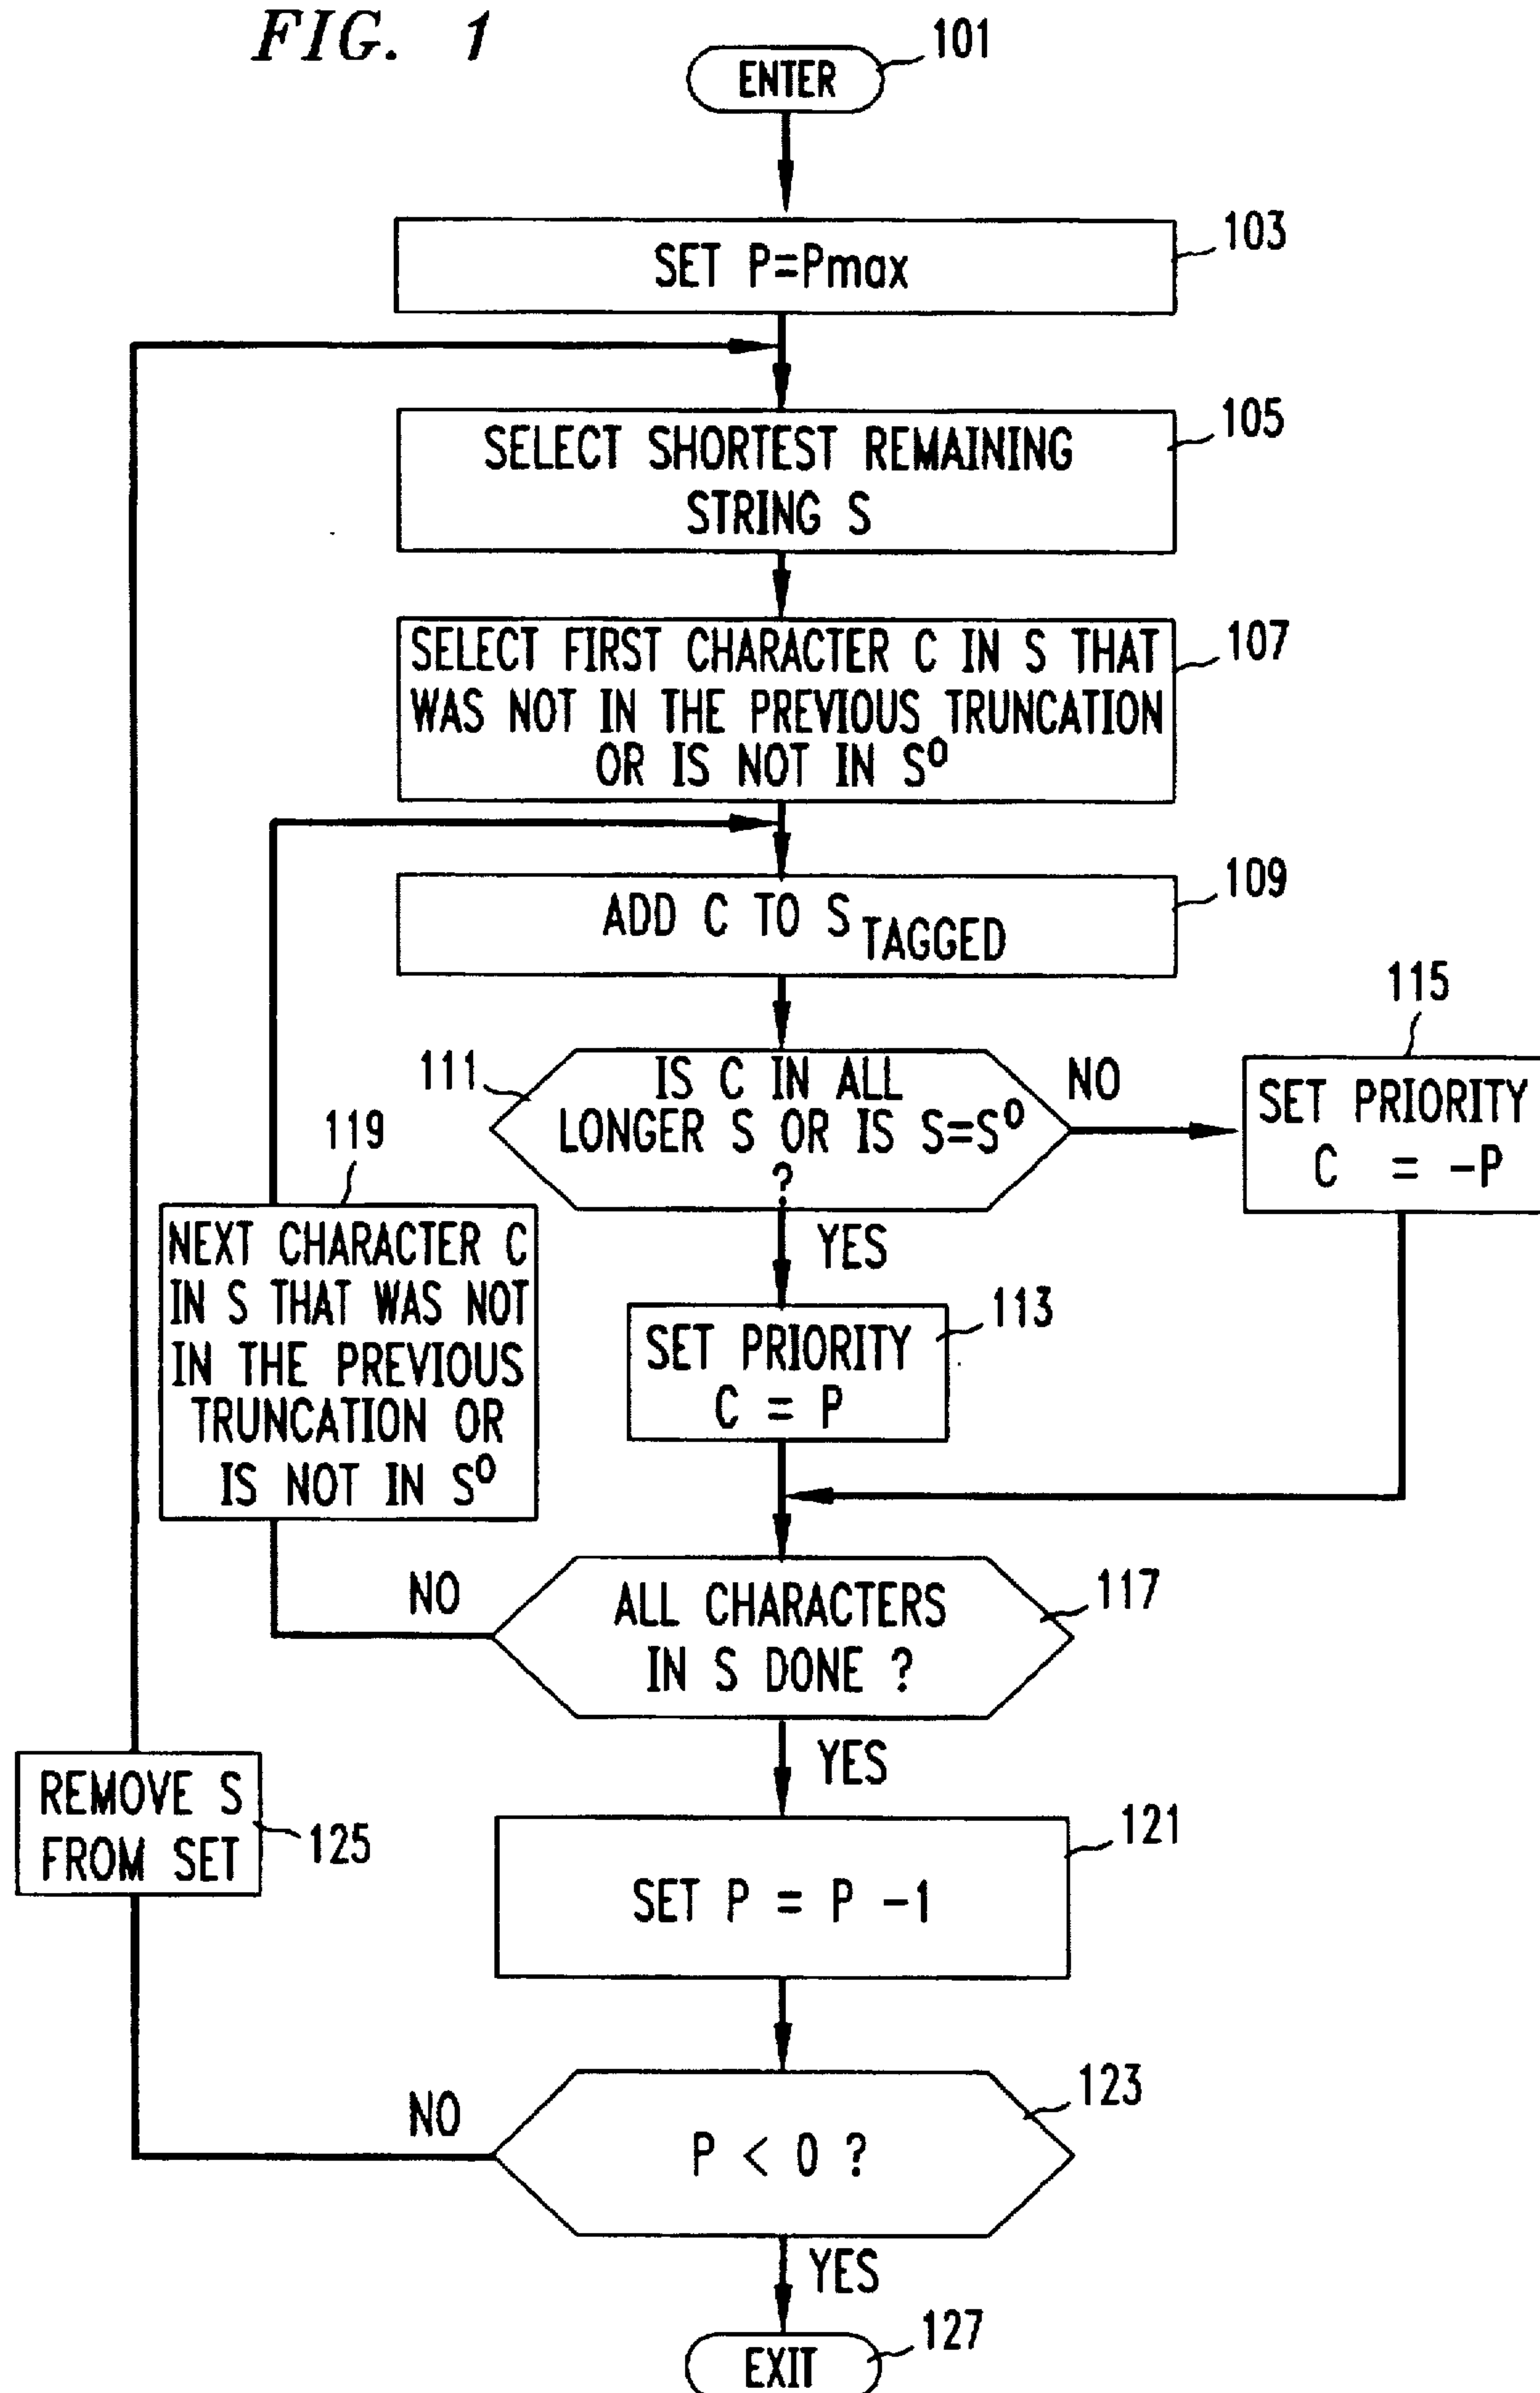 FIG. 1
ENTER
101
SET P=Pmax
103
SELECT SHORTEST REMAINING
STRING S
105
SELECT FIRST CHARACTER C IN S THAT
WAS NOT IN THE PREVIOUS TRUNCATION
OR IS NOT IN S⁰
107
ADD C TO S TAGGED
109
111
IS C IN ALL
LONGER S OR IS S=S⁰
?
NO
115
SET PRIORITY
C = -P
YES
119
NEXT CHARACTER C
IN S THAT WAS NOT
IN THE PREVIOUS
TRUNCATION OR
IS NOT IN S⁰
SET PRIORITY
C = P
113
NO
ALL CHARACTERS
IN S DONE ?
117
YES
REMOVE S
FROM SET
125
SET P = P -1
121
NO
P < 0 ?
123
YES
EXIT
127